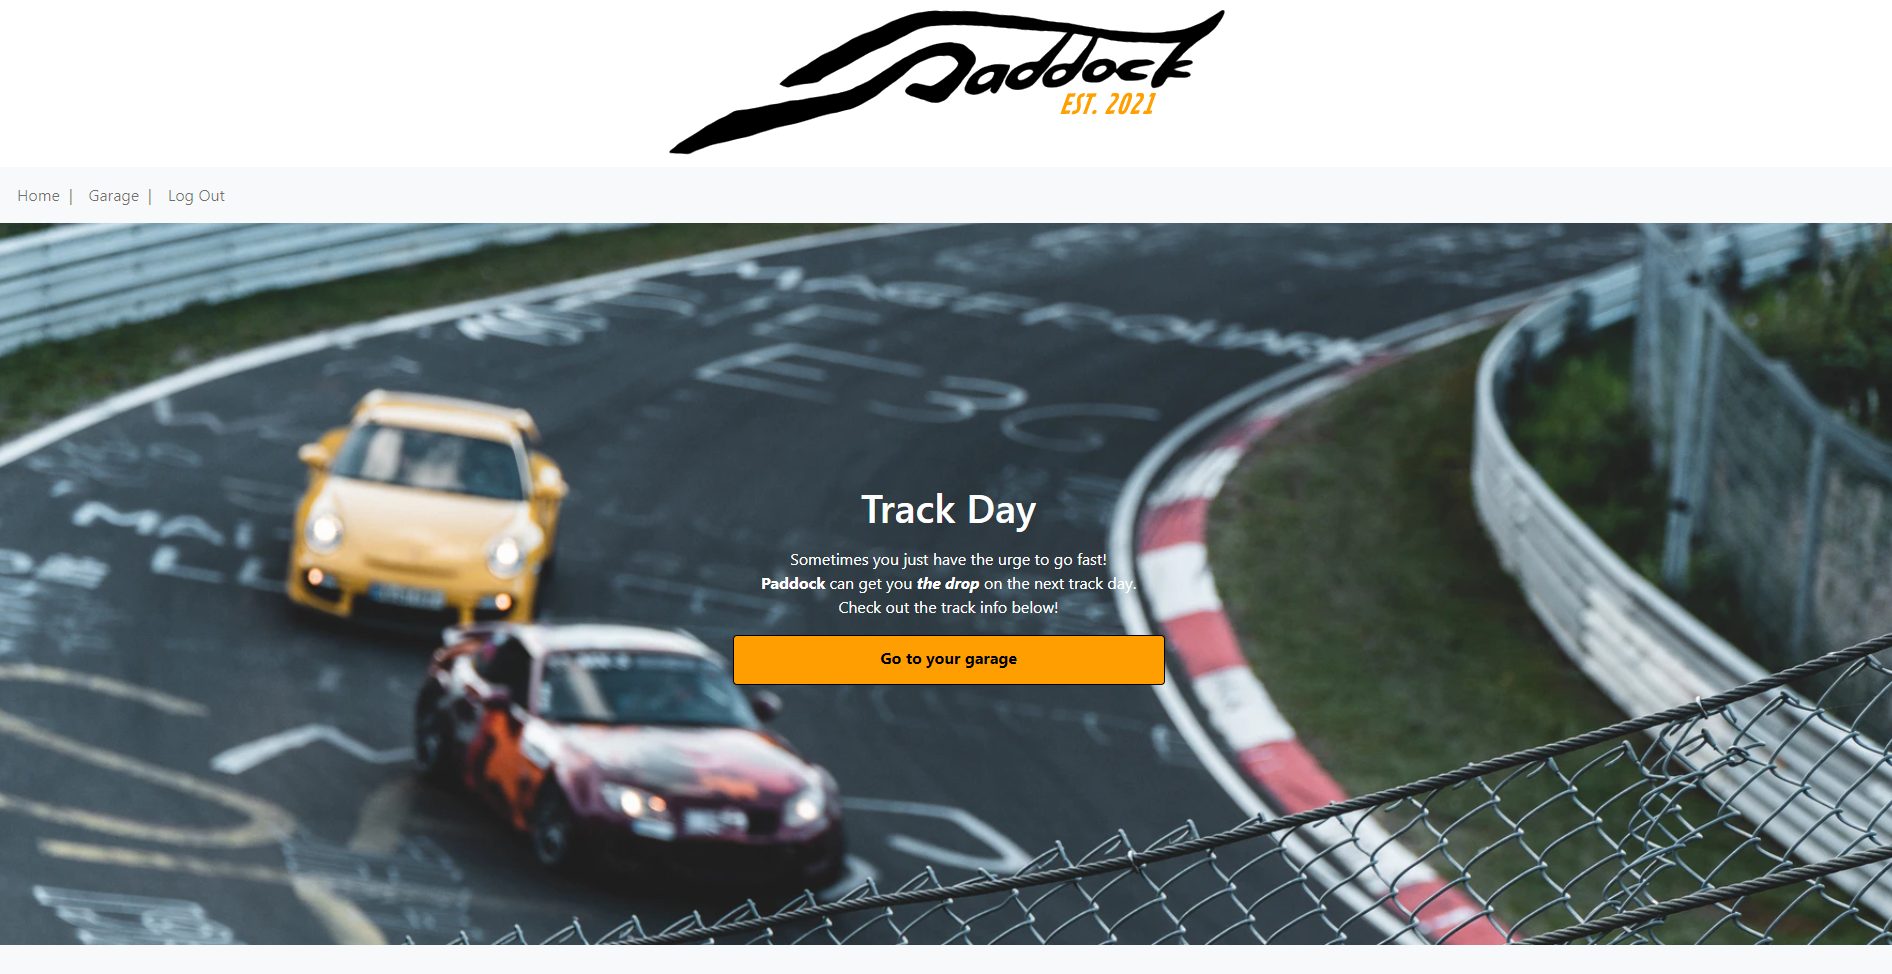 Paddock
EST. 2021
Home | Garage | Log Out
Track Day
Sometimes you just have the urge to go fast!
Paddock can get you the drop on the next track day.
Check out the track info below!
Go to your garage